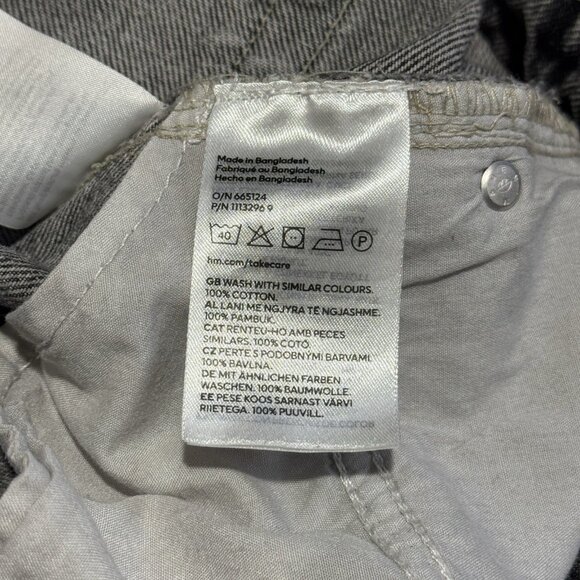 Made in Bangladesh
Fabriqué au Bangladesh
Hecho en Bangladesh
O/N 665124
P/N 1113296 9
40
P
hm.com/takecare
GB WASH WITH SIMILAR COLOURS.
100% COTTON.
AL LANI ME NGJYRA TË NGJASHME.
100% PAMBUK.
CAT RENTEU-HO AMB PECES
SIMILARS. 100% COTÓ.
CZ PERTE S PODOBNÝMI BARVAMI.
100% BAVLNA.
DE MIT ÄHNLICHEN FARBEN
WASCHEN. 100% BAUMWOLLE.
EE PESE KOOS SARNAST VÄRVI
RIIETEGA. 100% PUUVILL.